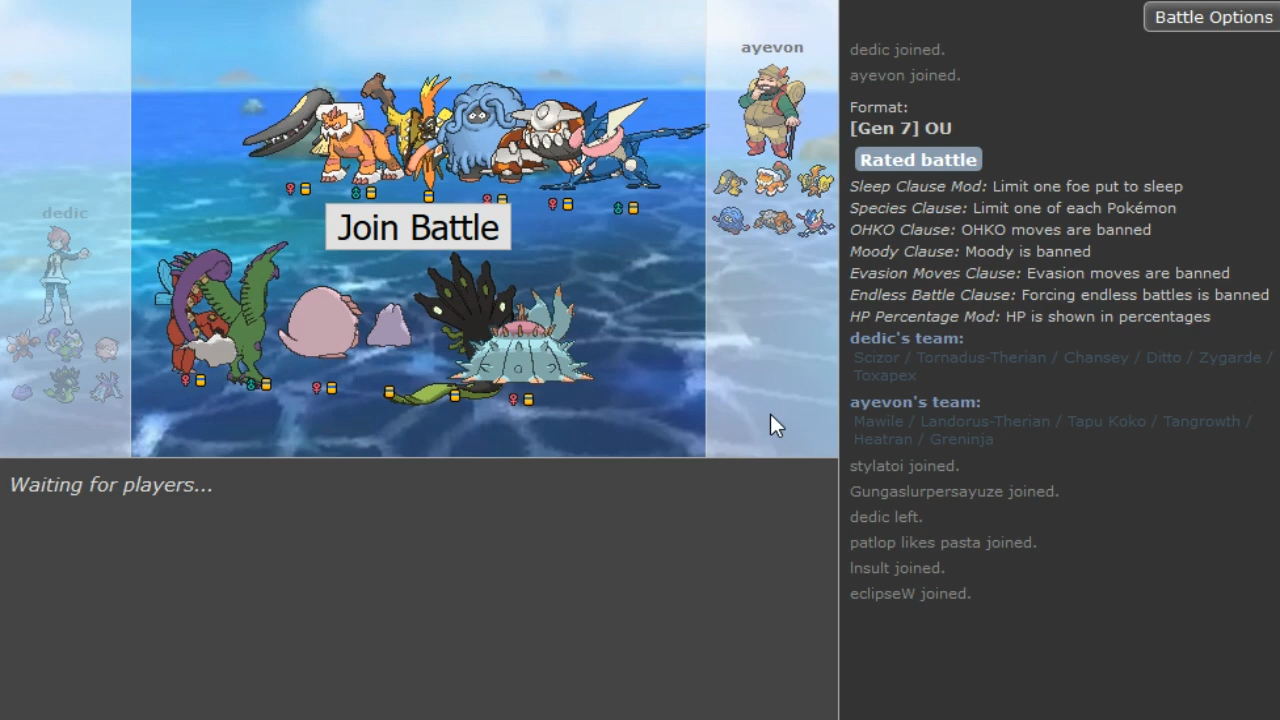 Battle Options
dedic joined.
ayevon joined.
Format:
[Gen 7] OU
Rated battle
Sleep Clause Mod: Limit one foe put to sleep
Species Clause: Limit one of each Pokémon
OHKO Clause: OHKO moves are banned
Moody Clause: Moody is banned
Evasion Moves Clause: Evasion moves are banned
Endless Battle Clause: Forcing endless battles is banned
HP Percentage Mod: HP is shown in percentages
dedic's team:
Scizor / Tornadus-Therian / Chansey / Ditto / Zygarde /
Toxapex
ayevon's team:
Mawile / Landorus-Therian / Tapu Koko / Tangrowth /
Heatran / Greninja
stylatoi joined.
Gungaslurpersayuze joined.
dedic left.
patlop likes pasta joined.
lnsult joined.
eclipseW joined.
ayevon
dedic
Join Battle
Waiting for players...